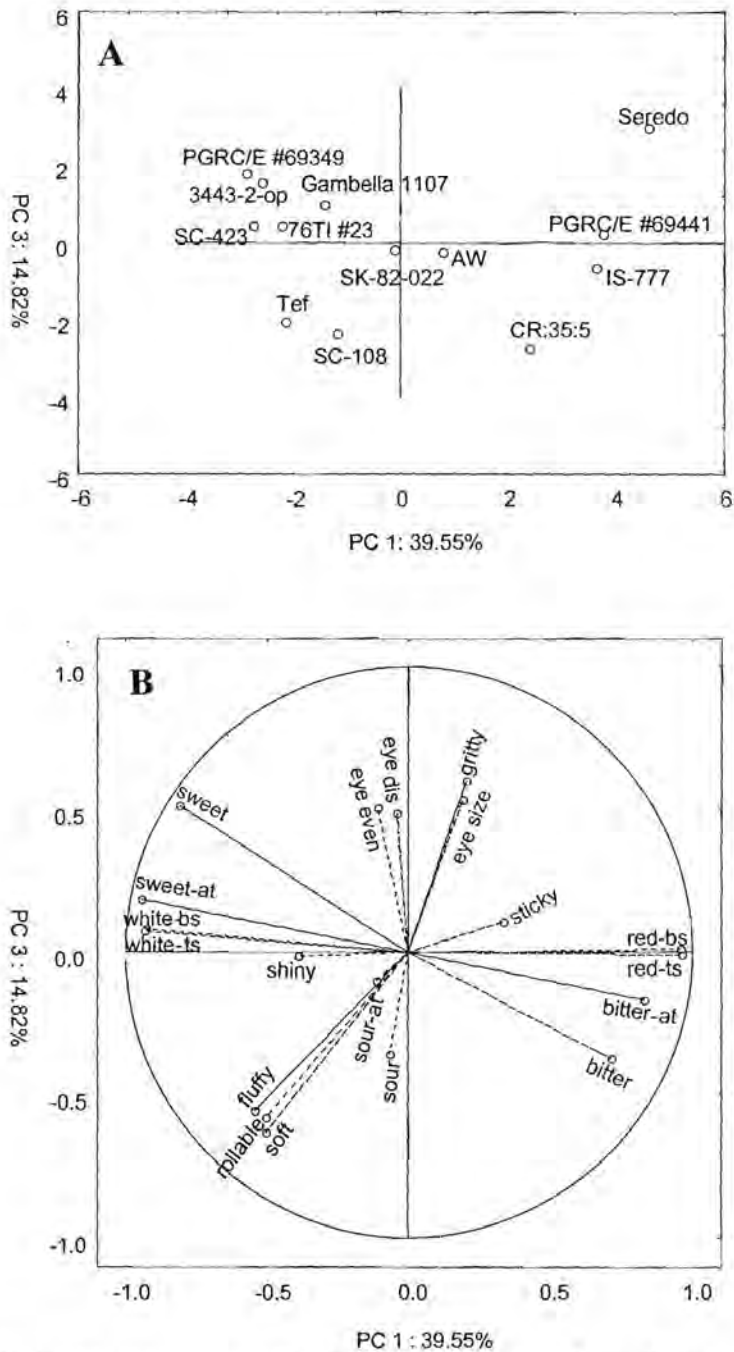 6
A
4
Seredo
PGRC/E #69349
2
3443-2-op
Gambella 1107
PGRC/E #69441
SC-423
76TI #23
0
AW
SK-82-022
IS-777
PC 3: 14.82%
Tef
-2
CR:35:5
SC-108
-4
-6
-6 -4 -2 0 2 4 6
PC 1: 39.55%
1.0
B
gritty
eye dis
eye even
eye size
sweet
0.5
sweet-at
sticky
white-bs
red-bs
white-ts
0.0
red-ts
shiny
bitter-at
PC 3 : 14.82%
sour-at
sour
bitter
fluffy
rollable
soft
-0.5
-1.0
-1.0 -0.5 0.0 0.5 1.0
PC 1 : 39.55%